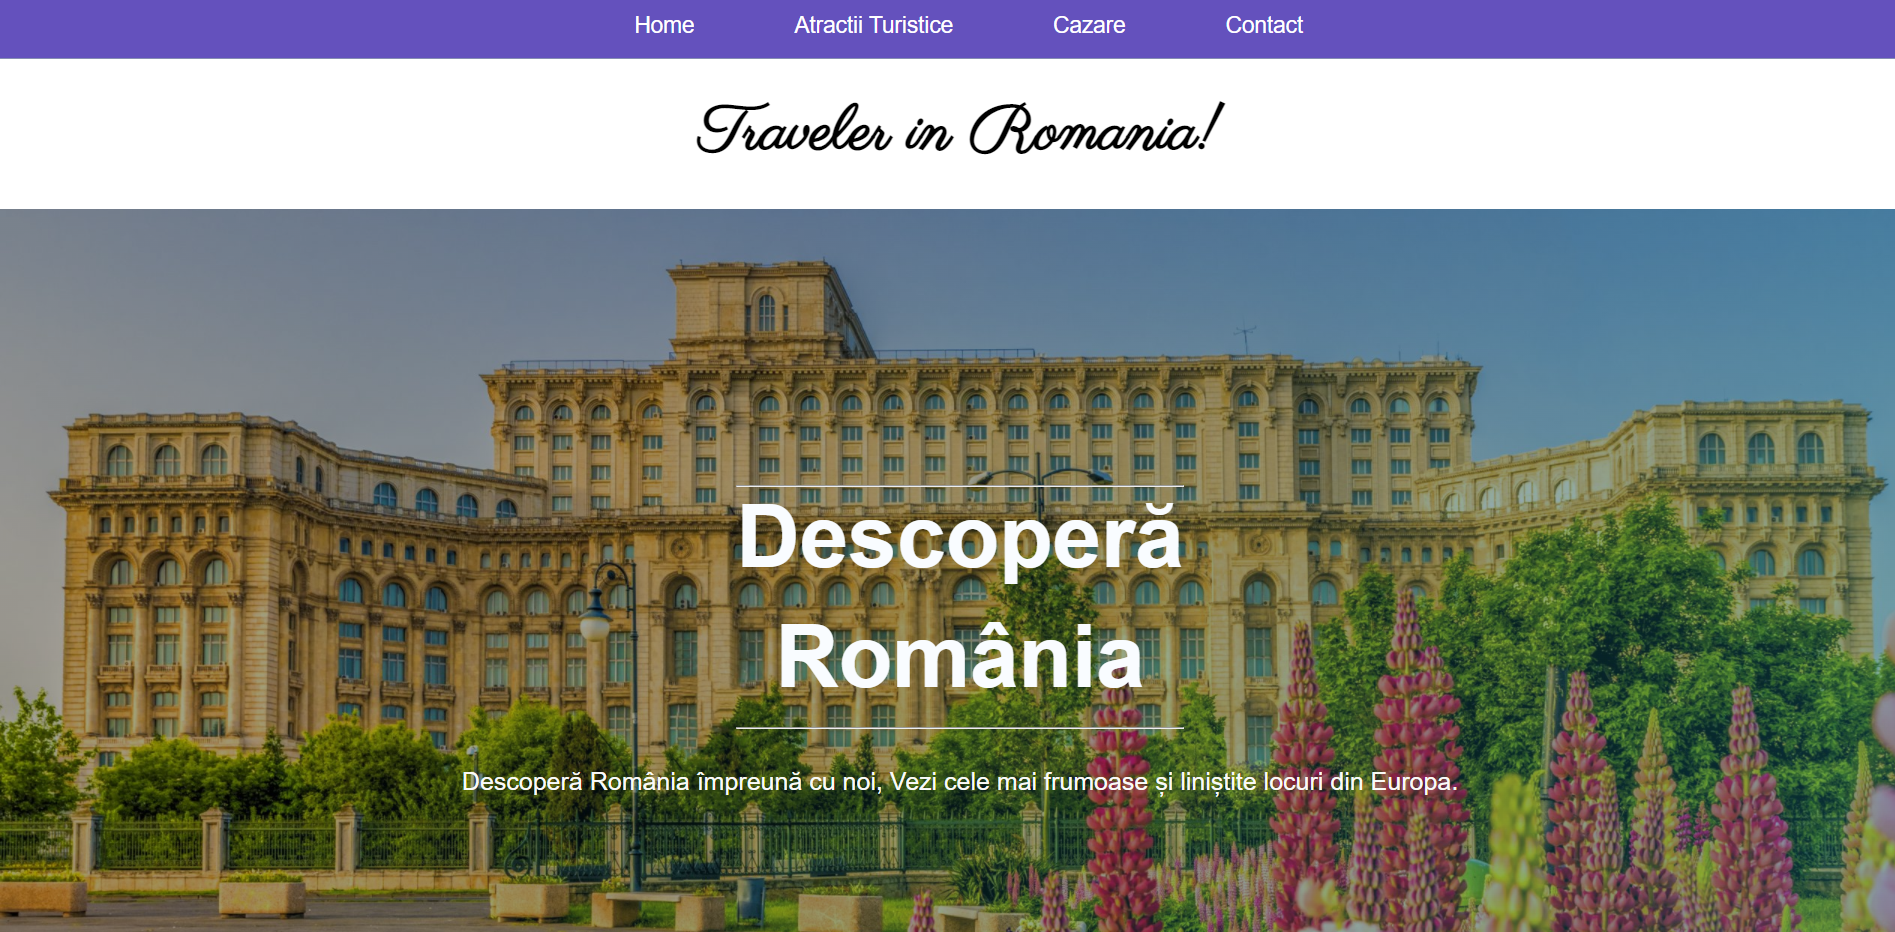 Home Atractii Turistice Cazare Contact
Traveler in Romania!
Descoperă
România
Descoperă România împreună cu noi, Vezi cele mai frumoase și liniștite locuri din Europa.